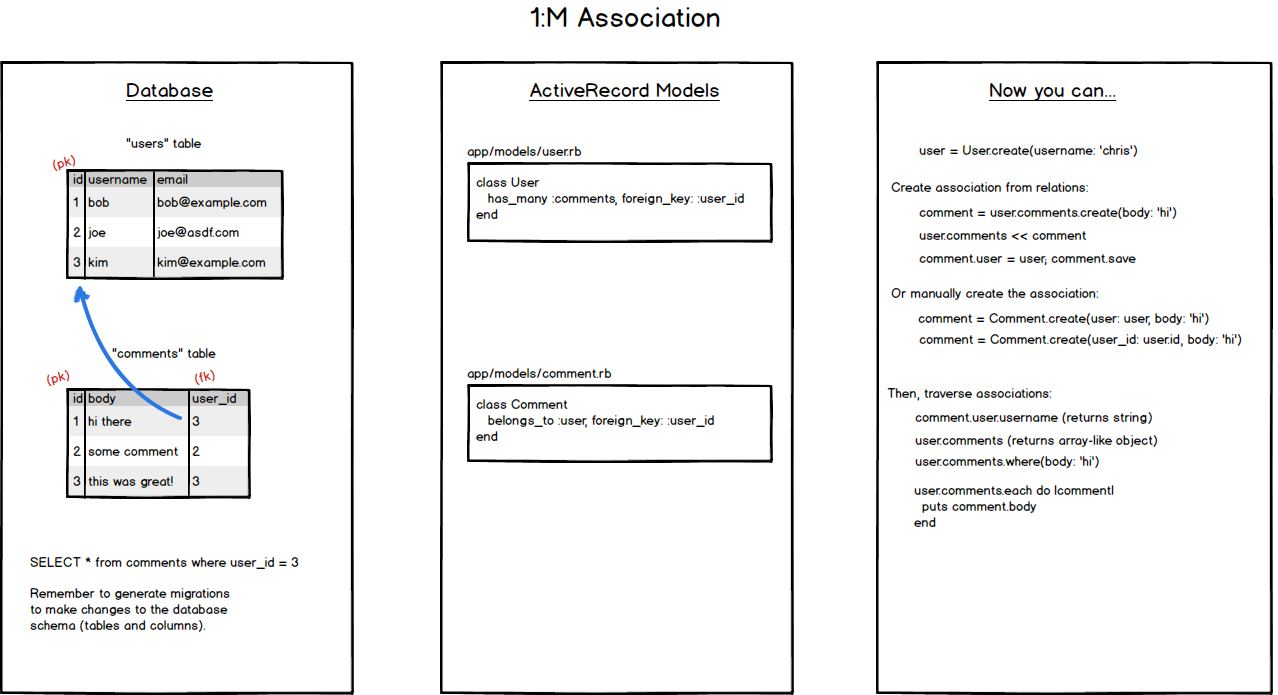 1:M Association
Database
"users" table
(pk)
id username email
1 bob bob@example.com
2 joe joe@asdf.com
3 kim kim@example.com
"comments" table
(pk) (fk)
id body user_id
1 hi there 3
2 some comment 2
3 this was great! 3
SELECT * from comments where user_id = 3
Remember to generate migrations
to make changes to the database
schema (tables and columns).
ActiveRecord Models
app/models/user.rb
class User
has_many :comments, foreign_key: :user_id
end
app/models/comment.rb
class Comment
belongs_to :user, foreign_key: :user_id
end
Now you can...
user = User.create(username: 'chris')
Create association from relations:
comment = user.comments.create(body: 'hi')
user.comments << comment
comment.user = user; comment.save
Or manually create the association:
comment = Comment.create(user: user, body: 'hi')
comment = Comment.create(user_id: user.id, body: 'hi')
Then, traverse associations:
comment.user.username (returns string)
user.comments (returns array-like object)
user.comments.where(body: 'hi')
user.comments.each do |comment|
puts comment.body
end